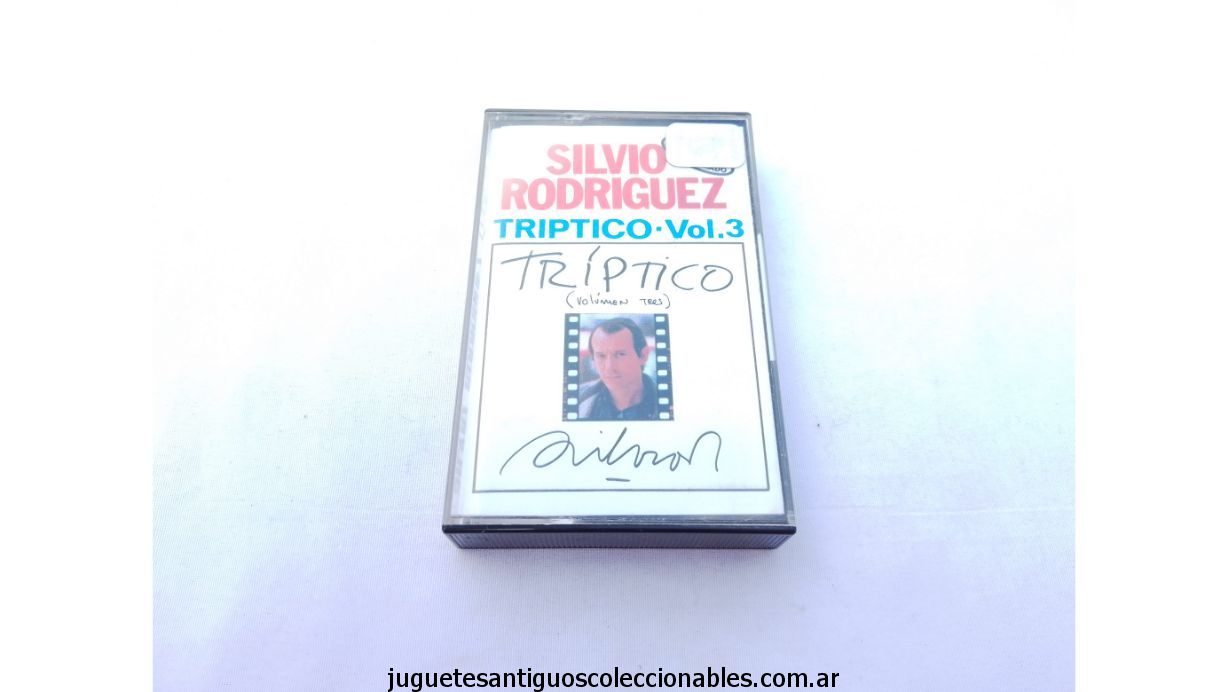 SILVIO
RODRIGUEZ
TRIPTICO·Vol.3
TRÍPTICO
(VOLÚMEN TRES)
juguetesantiguoscoleccionables.com.ar